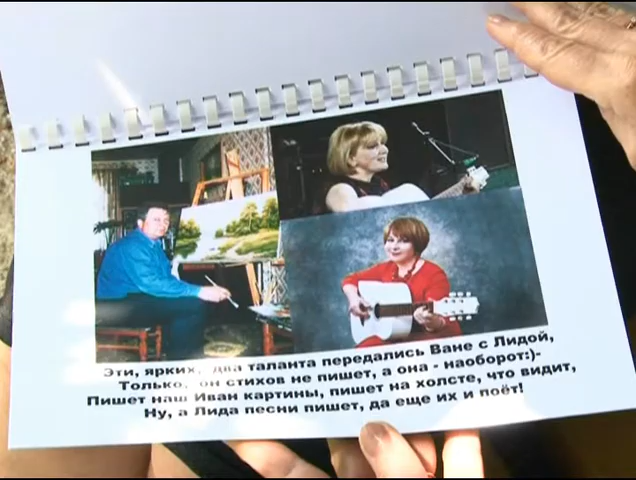 Эти, ярких, два таланта передались Ване с Лидой,
Только, он стихов не пишет, а она - наоборот:)-
Пишет наш Иван картины, пишет на холсте, что видит,
Ну, а Лида песни пишет, да еще их и поёт!